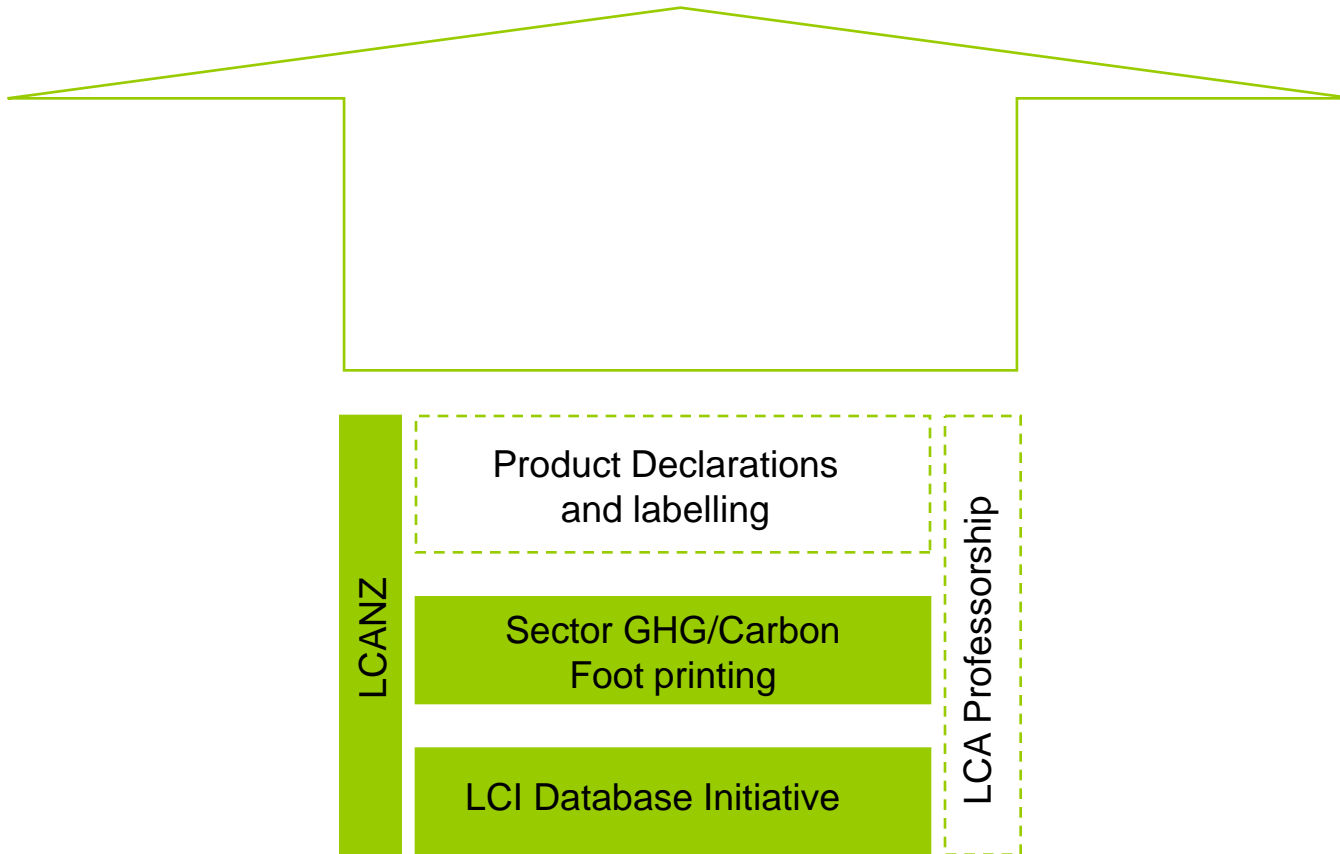 Product Declarations
and labelling
LCANZ
Sector GHG/Carbon
Foot printing
LCA Professorship
LCI Database Initiative